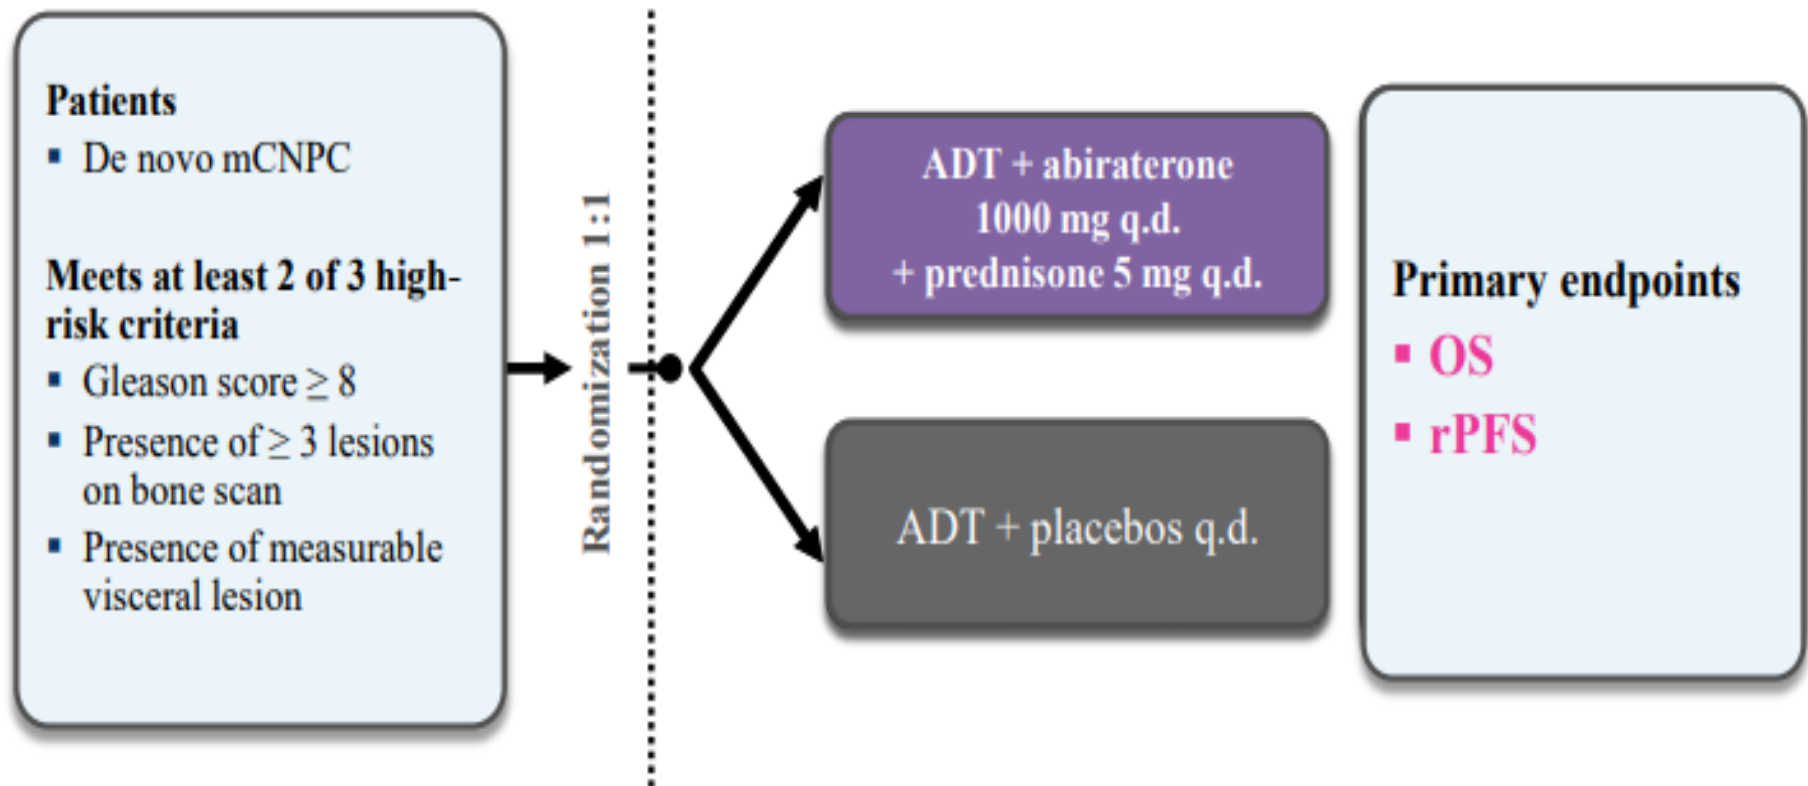 Patients
▪ De novo mCNPC
Meets at least 2 of 3 high-
risk criteria
▪ Gleason score ≥ 8
▪ Presence of ≥ 3 lesions
on bone scan
▪ Presence of measurable
visceral lesion
Randomization 1:1
ADT + abiraterone
1000 mg q.d.
+ prednisone 5 mg q.d.
ADT + placebos q.d.
Primary endpoints
▪ OS
▪ rPFS